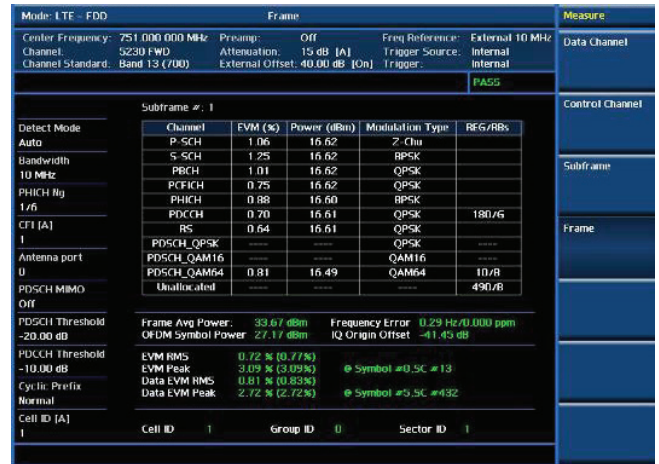 Mode: LTE - FDD
Frame
Measure
Center Frequency: 751.000 000 MHz Preamp: Off Freq Reference: External 10 MHz
Channel: 5230 FWD Attenuation: 15 dB [A] Trigger Source: Internal
Channel Standard: Band 13 (700) External Offset: 40.00 dB [On] Trigger: Internal
PASS
Data Channel
Control Channel
Subframe
Frame
Detect Mode
Auto
Bandwidth
10 MHz
PHICH Ng
1/6
CFI [A]
1
Antenna port
0
PDSCH MIMO
Off
PDSCH Threshold
-20.00 dB
PDCCH Threshold
-10.00 dB
Cyclic Prefix
Normal
Cell ID [A]
1
Subframe #: 1
Channel EVM (%) Power (dBm) Modulation Type REG/RBs
P-SCH 1.06 16.62 Z-Chu
S-SCH 1.25 16.62 BPSK
PBCH 1.01 16.62 QPSK
PCFICH 0.75 16.62 QPSK
PHICH 0.88 16.60 BPSK
PDCCH 0.70 16.61 QPSK 180/6
RS 0.64 16.61 QPSK
PDSCH_QPSK ---- ---- QPSK
PDSCH_QAM16 ---- ---- QAM16
PDSCH_QAM64 0.81 16.49 QAM64 10/8
Unallocated ---- ---- 490/8
Frame Avg Power: 33.67 dBm Frequency Error 0.29 Hz/0.000 ppm
OFDM Symbol Power 27.17 dBm IQ Origin Offset -41.45 dB
EVM RMS 0.72 % (0.77%)
EVM Peak 3.09 % (3.09%) @ Symbol #0,SC #13
Data EVM RMS 0.81 % (0.83%)
Data EVM Peak 2.72 % (2.72%) @ Symbol #5,SC #432
Cell ID 1 Group ID 0 Sector ID 1